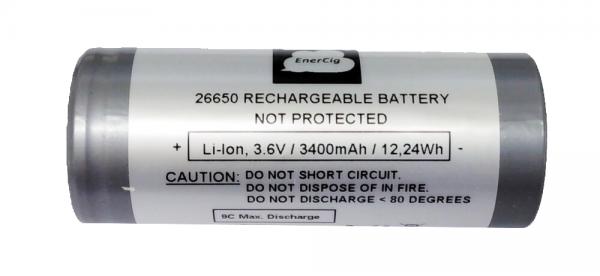 EnerCig
26650 RECHARGEABLE BATTERY
NOT PROTECTED
+ Li-Ion, 3.6V / 3400mAh / 12,24Wh -
CAUTION: DO NOT SHORT CIRCUIT.
DO NOT DISPOSE OF IN FIRE.
DO NOT DISCHARGE < 80 DEGREES
9C Max. Discharge